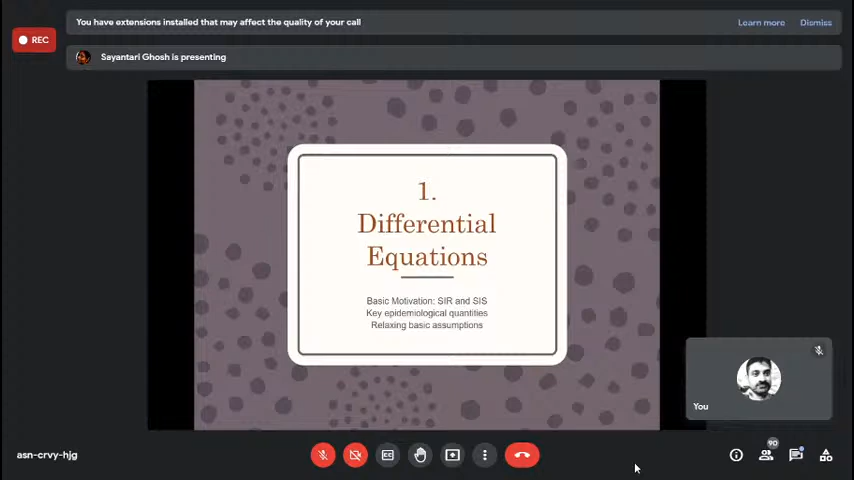 You have extensions installed that may affect the quality of your call
Learn more
Dismiss
REC
Sayantari Ghosh is presenting
1.
Differential
Equations
Basic Motivation: SIR and SIS
Key epidemiological quantities
Relaxing basic assumptions
You
asn-crvy-hjg
CC
90